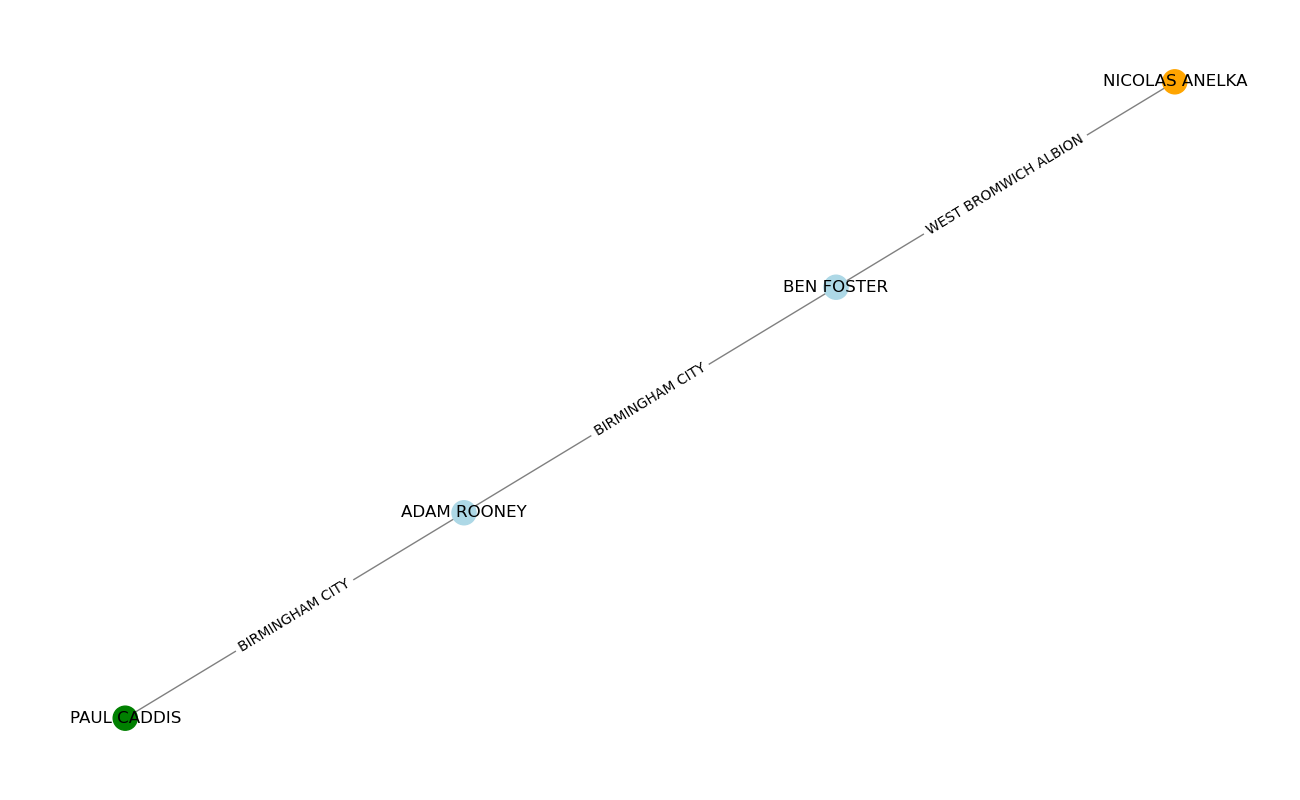 NICOLAS ANELKA
WEST BROMWICH ALBION
BEN FOSTER
BIRMINGHAM CITY
ADAM ROONEY
BIRMINGHAM CITY
PAUL CADDIS